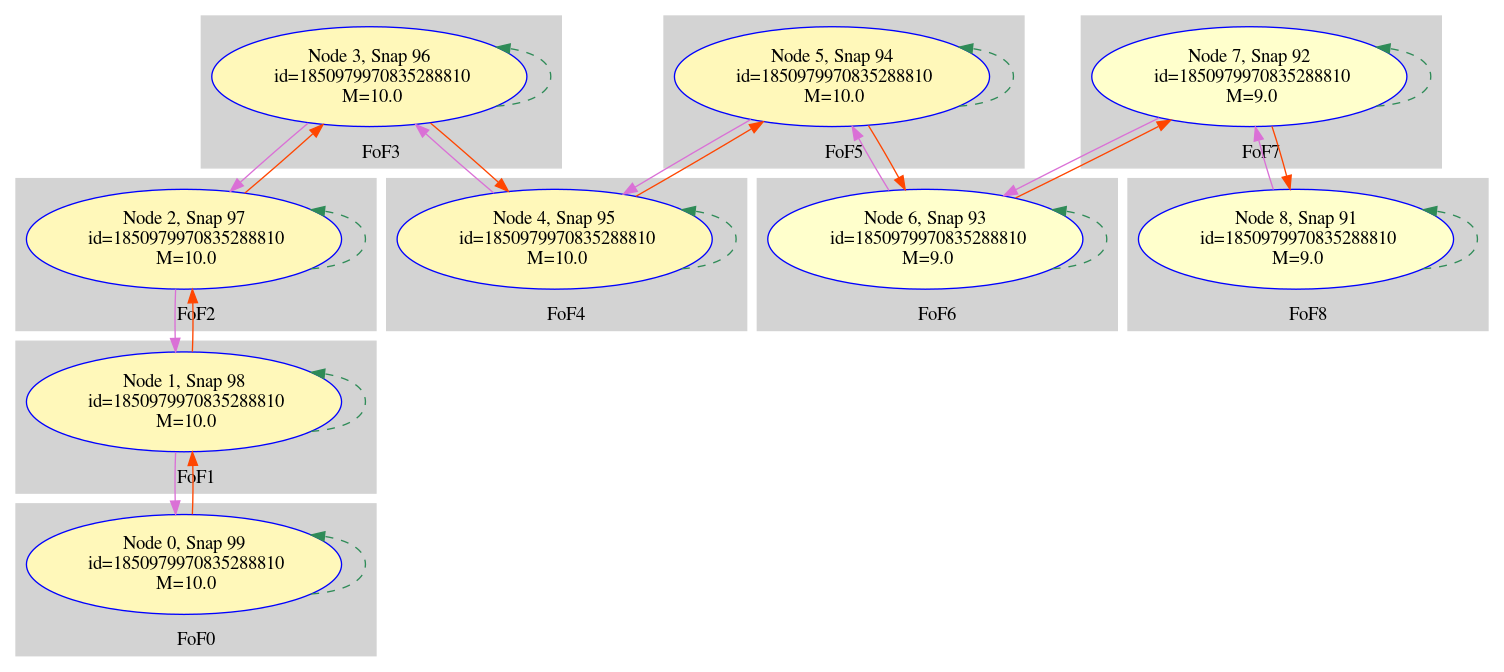 Node 3, Snap 96
id=1850979970835288810
M=10.0
FoF3
Node 5, Snap 94
id=1850979970835288810
M=10.0
FoF5
Node 7, Snap 92
id=1850979970835288810
M=9.0
FoF7
Node 2, Snap 97
id=1850979970835288810
M=10.0
FoF2
Node 4, Snap 95
id=1850979970835288810
M=10.0
FoF4
Node 6, Snap 93
id=1850979970835288810
M=9.0
FoF6
Node 8, Snap 91
id=1850979970835288810
M=9.0
FoF8
Node 1, Snap 98
id=1850979970835288810
M=10.0
FoF1
Node 0, Snap 99
id=1850979970835288810
M=10.0
FoF0